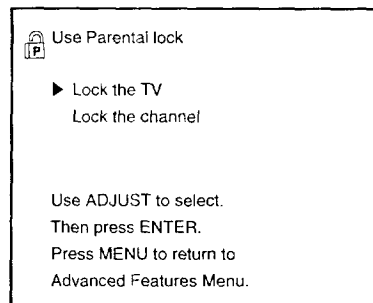 Use Parental lock
P
▶ Lock the TV
Lock the channel
Use ADJUST to select.
Then press ENTER.
Press MENU to return to
Advanced Features Menu.